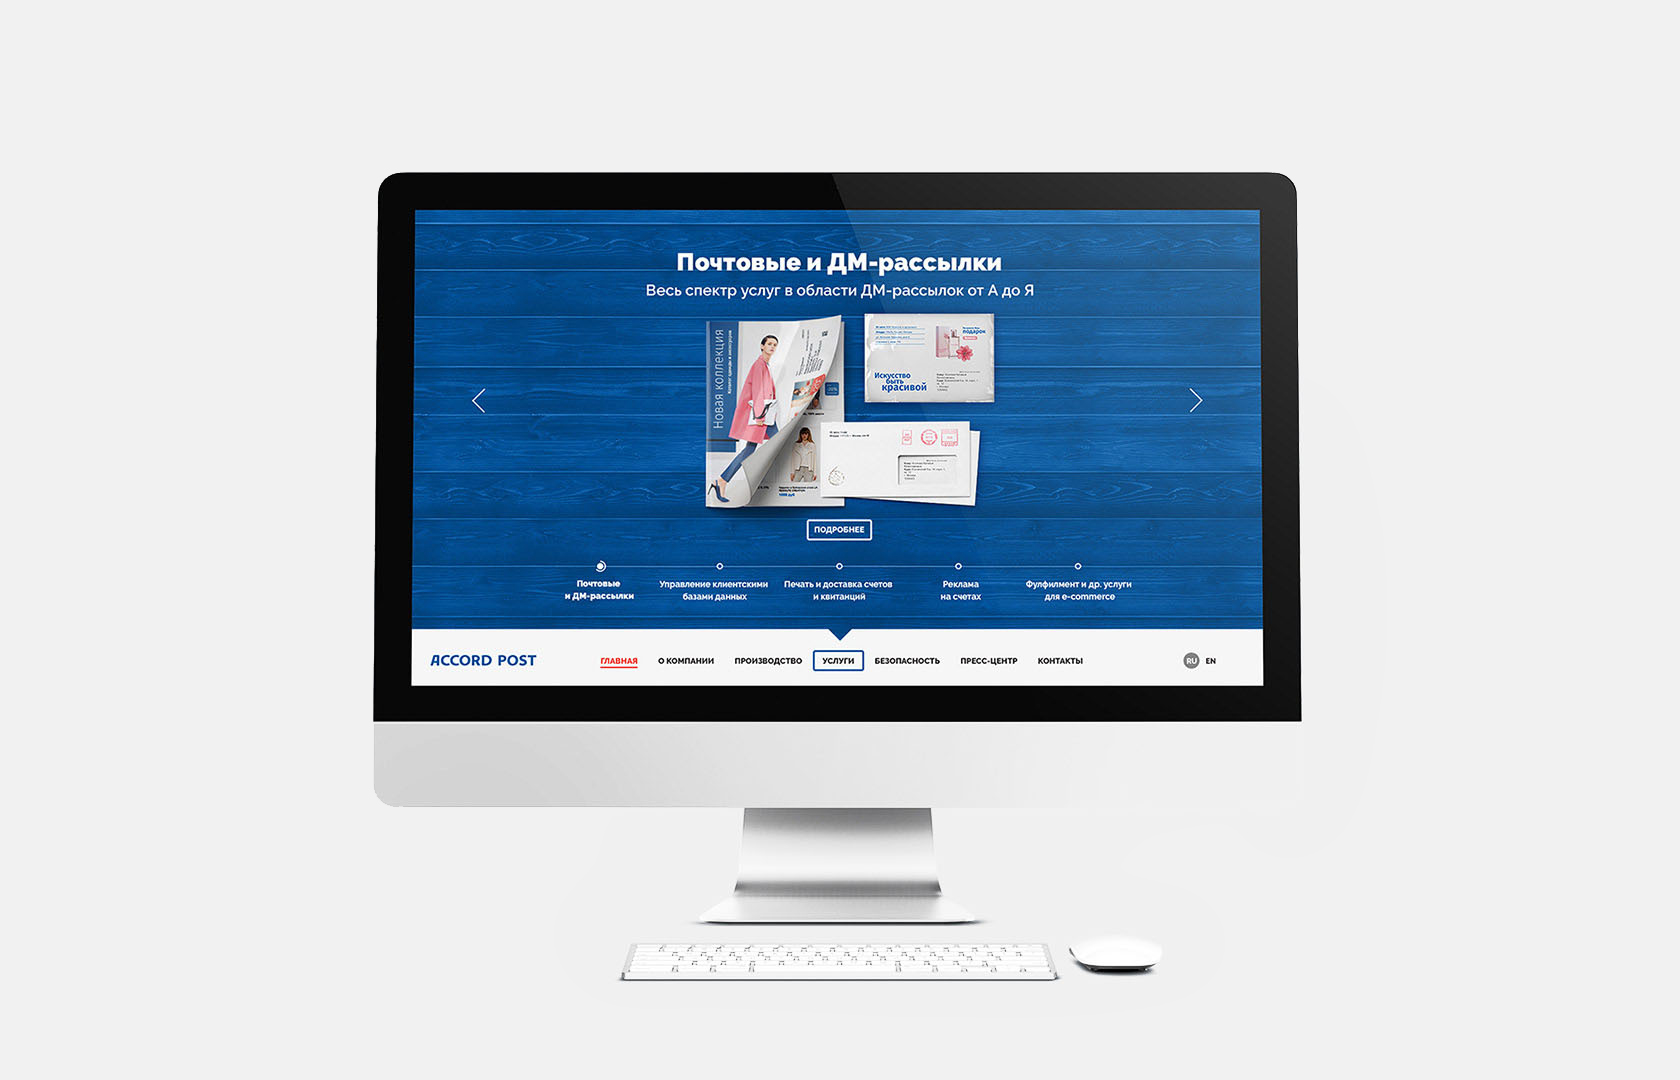 Почтовые и ДМ-рассылки
Весь спектр услуг в области ДМ-рассылок от А до Я
Новая коллекция
подарок
Искусство
быть
красивой
ПОДРОБНЕЕ
Почтовые
и ДМ-рассылки
Управление клиентскими
базами данных
Печать и доставка счетов
и квитанций
Реклама
на счетах
Фулфилмент и др. услуги
для e-commerce
ACCORD POST
ГЛАВНАЯ
О КОМПАНИИ
ПРОИЗВОДСТВО
УСЛУГИ
БЕЗОПАСНОСТЬ
ПРЕСС-ЦЕНТР
КОНТАКТЫ
RU
EN